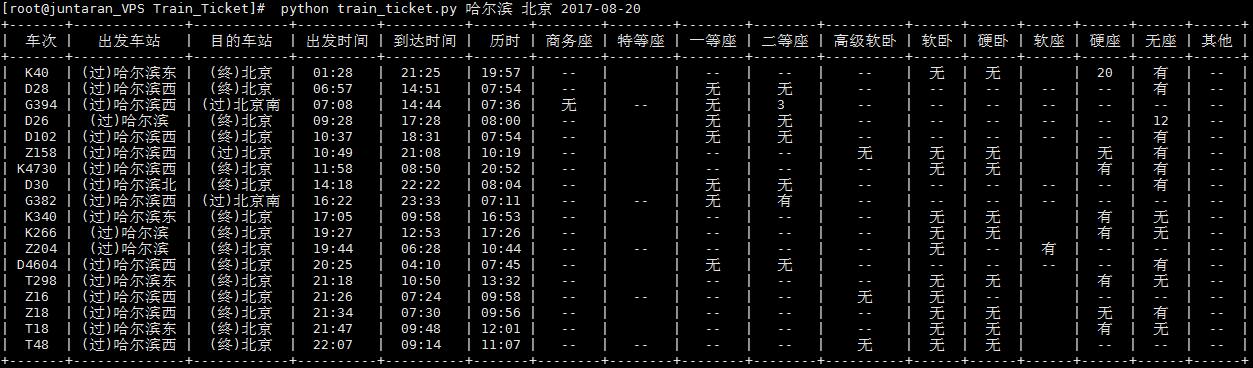 [root@juntaran_VPS Train_Ticket]# python train_ticket.py 哈尔滨 北京 2017-08-20
| 车次 | 出发车站 | 目的车站 | 出发时间 | 到达时间 | 历时 | 商务座 | 特等座 | 一等座 | 二等座 | 高级软卧 | 软卧 | 硬卧 | 软座 | 硬座 | 无座 | 其他 |
| K40 | (过)哈尔滨东 | (终)北京 | 01:28 | 21:25 | 19:57 | -- | | -- | -- | -- | 无 | 无 | | 20 | 有 | -- |
| D28 | (过)哈尔滨西 | (终)北京 | 06:57 | 14:51 | 07:54 | -- | | 无 | 无 | -- | -- | -- | -- | -- | 有 | -- |
| G394 | (过)哈尔滨西 | (过)北京南 | 07:08 | 14:44 | 07:36 | 无 | -- | 无 | 3 | -- | -- | -- | -- | -- | -- | -- |
| D26 | (过)哈尔滨 | (终)北京 | 09:28 | 17:28 | 08:00 | -- | | 无 | 无 | -- | -- | -- | -- | -- | 12 | -- |
| D102 | (过)哈尔滨西 | (终)北京 | 10:37 | 18:31 | 07:54 | -- | | 无 | 无 | -- | -- | -- | -- | -- | 有 | -- |
| Z158 | (过)哈尔滨西 | (过)北京 | 10:49 | 21:08 | 10:19 | -- | | -- | -- | 无 | 无 | 无 | | 无 | 有 | -- |
| K4730 | (过)哈尔滨西 | (终)北京 | 11:58 | 08:50 | 20:52 | -- | | -- | -- | -- | 无 | 无 | | 有 | 有 | -- |
| D30 | (过)哈尔滨北 | (终)北京 | 14:18 | 22:22 | 08:04 | -- | | 无 | 无 | -- | -- | -- | -- | -- | 有 | -- |
| G382 | (过)哈尔滨西 | (过)北京南 | 16:22 | 23:33 | 07:11 | -- | -- | 无 | 有 | -- | -- | -- | -- | -- | -- | -- |
| K340 | (过)哈尔滨东 | (终)北京 | 17:05 | 09:58 | 16:53 | -- | | -- | -- | -- | 无 | 无 | | 有 | 无 | -- |
| K266 | (过)哈尔滨 | (终)北京 | 19:27 | 12:53 | 17:26 | -- | | -- | -- | -- | 无 | 无 | | 有 | 无 | -- |
| Z204 | (过)哈尔滨 | (终)北京 | 19:44 | 06:28 | 10:44 | -- | -- | -- | -- | -- | 无 | -- | 有 | -- | -- | -- |
| D4604 | (过)哈尔滨西 | (终)北京 | 20:25 | 04:10 | 07:45 | -- | | 无 | 无 | -- | -- | -- | -- | -- | 有 | -- |
| T298 | (过)哈尔滨东 | (终)北京 | 21:18 | 10:50 | 13:32 | -- | | -- | -- | -- | 无 | 无 | | 有 | 无 | -- |
| Z16 | (过)哈尔滨西 | (终)北京 | 21:26 | 07:24 | 09:58 | -- | -- | -- | -- | 无 | 无 | -- | | -- | -- | -- |
| Z18 | (过)哈尔滨西 | (终)北京 | 21:34 | 07:30 | 09:56 | -- | | -- | -- | -- | 无 | 无 | | 无 | 有 | -- |
| T18 | (过)哈尔滨东 | (终)北京 | 21:47 | 09:48 | 12:01 | -- | | -- | -- | -- | 无 | 无 | | 有 | 无 | -- |
| T48 | (过)哈尔滨西 | (终)北京 | 22:07 | 09:14 | 11:07 | -- | -- | -- | -- | 无 | 无 | 无 | | -- | -- | -- |